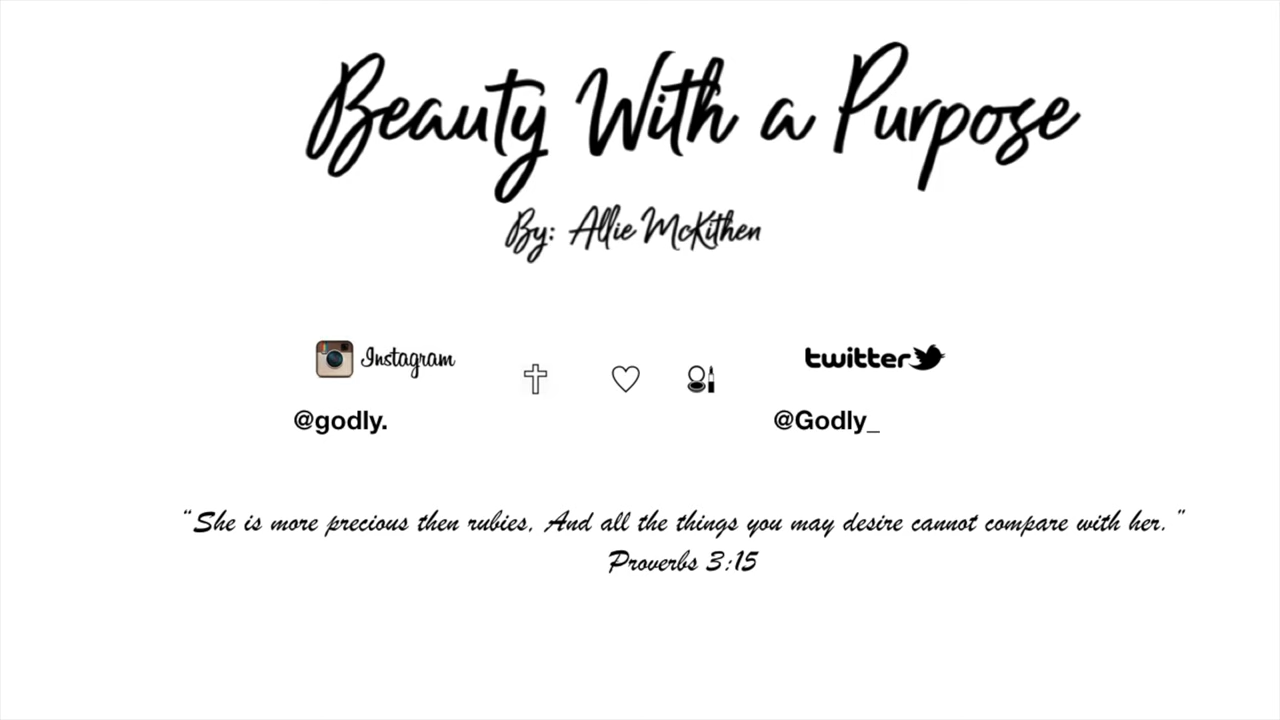 Beauty With a Purpose
By: Allie McKithen
Instagram
twitter
@godly.
@Godly_
"She is more precious then rubies, And all the things you may desire cannot compare with her."
Proverbs 3:15